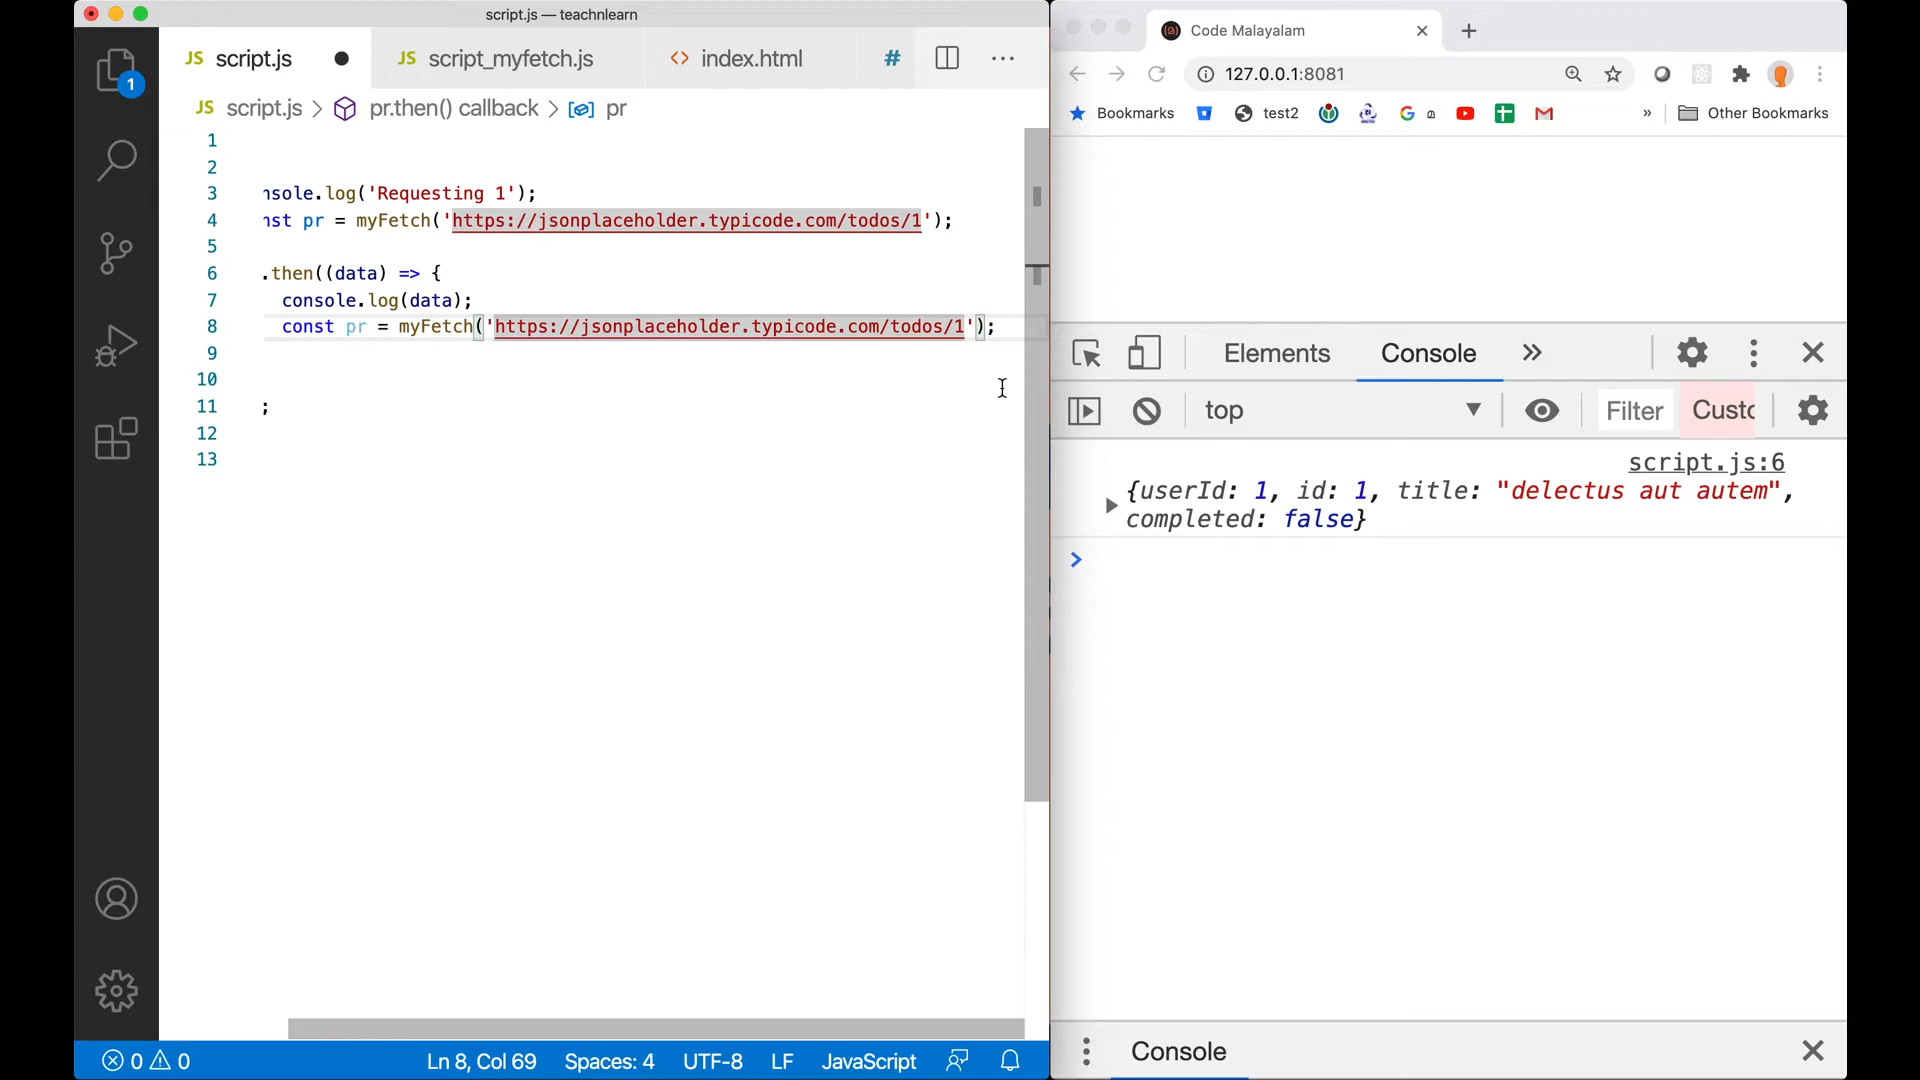 script.js — teachnlearn
JS script.js JS script_myfetch.js <> index.html # ...
1
JS script.js > pr.then() callback > pr
1
2
3 nsole.log('Requesting 1');
4 nst pr = myFetch('https://jsonplaceholder.typicode.com/todos/1');
5
6 .then((data) => {
7 console.log(data);
8 const pr = myFetch('https://jsonplaceholder.typicode.com/todos/1');
9
10
11 ;
12
13
0 0 Ln 8, Col 69 Spaces: 4 UTF-8 LF JavaScript
Code Malayalam
127.0.0.1:8081
Bookmarks test2 ത » Other Bookmarks
Elements Console »
top Filter Custo
script.js:6
{userId: 1, id: 1, title: "delectus aut autem",
completed: false}
>
Console